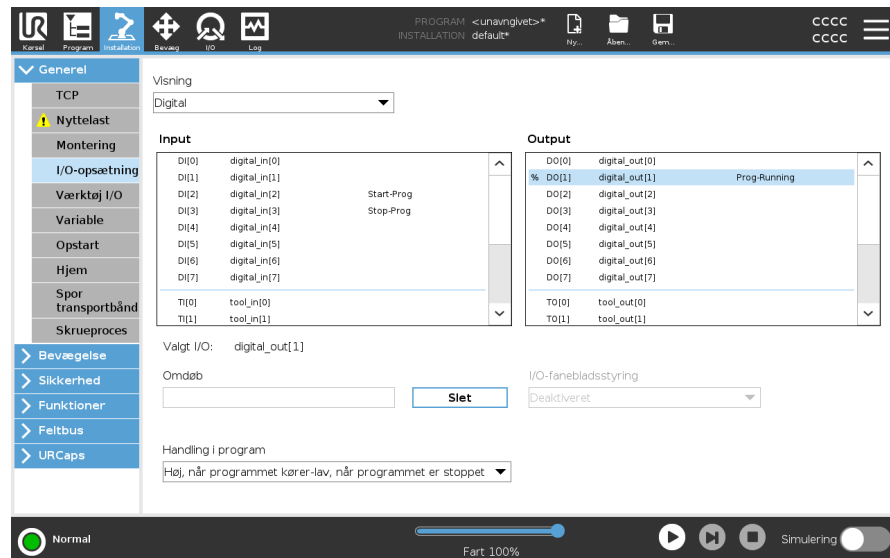 UR
PROGRAM <unavngivet>*
INSTALLATION default*
CCCC
CCCC
Kørsel Program Installation Bevæg I/O Log Ny... Åben... Gem...
Generel
TCP
Nyttelast
Montering
I/O-opsætning
Værktøj I/O
Variable
Opstart
Hjem
Spor
transportbånd
Skrueproces
Bevægelse
Sikkerhed
Funktioner
Feltbus
URCaps
Visning
Digital
Input
DI[0] digital_in[0]
DI[1] digital_in[1]
DI[2] digital_in[2] Start-Prog
DI[3] digital_in[3] Stop-Prog
DI[4] digital_in[4]
DI[5] digital_in[5]
DI[6] digital_in[6]
DI[7] digital_in[7]
TI[0] tool_in[0]
TI[1] tool_in[1]
Output
DO[0] digital_out[0]
% DO[1] digital_out[1] Prog-Running
DO[2] digital_out[2]
DO[3] digital_out[3]
DO[4] digital_out[4]
DO[5] digital_out[5]
DO[6] digital_out[6]
DO[7] digital_out[7]
TO[0] tool_out[0]
TO[1] tool_out[1]
Valgt I/O: digital_out[1]
Omdøb
Slet
I/O-fanebladsstyring
Deaktiveret
Handling i program
Høj, når programmet kører-lav, når programmet er stoppet
Normal
Fart 100%
Simulering